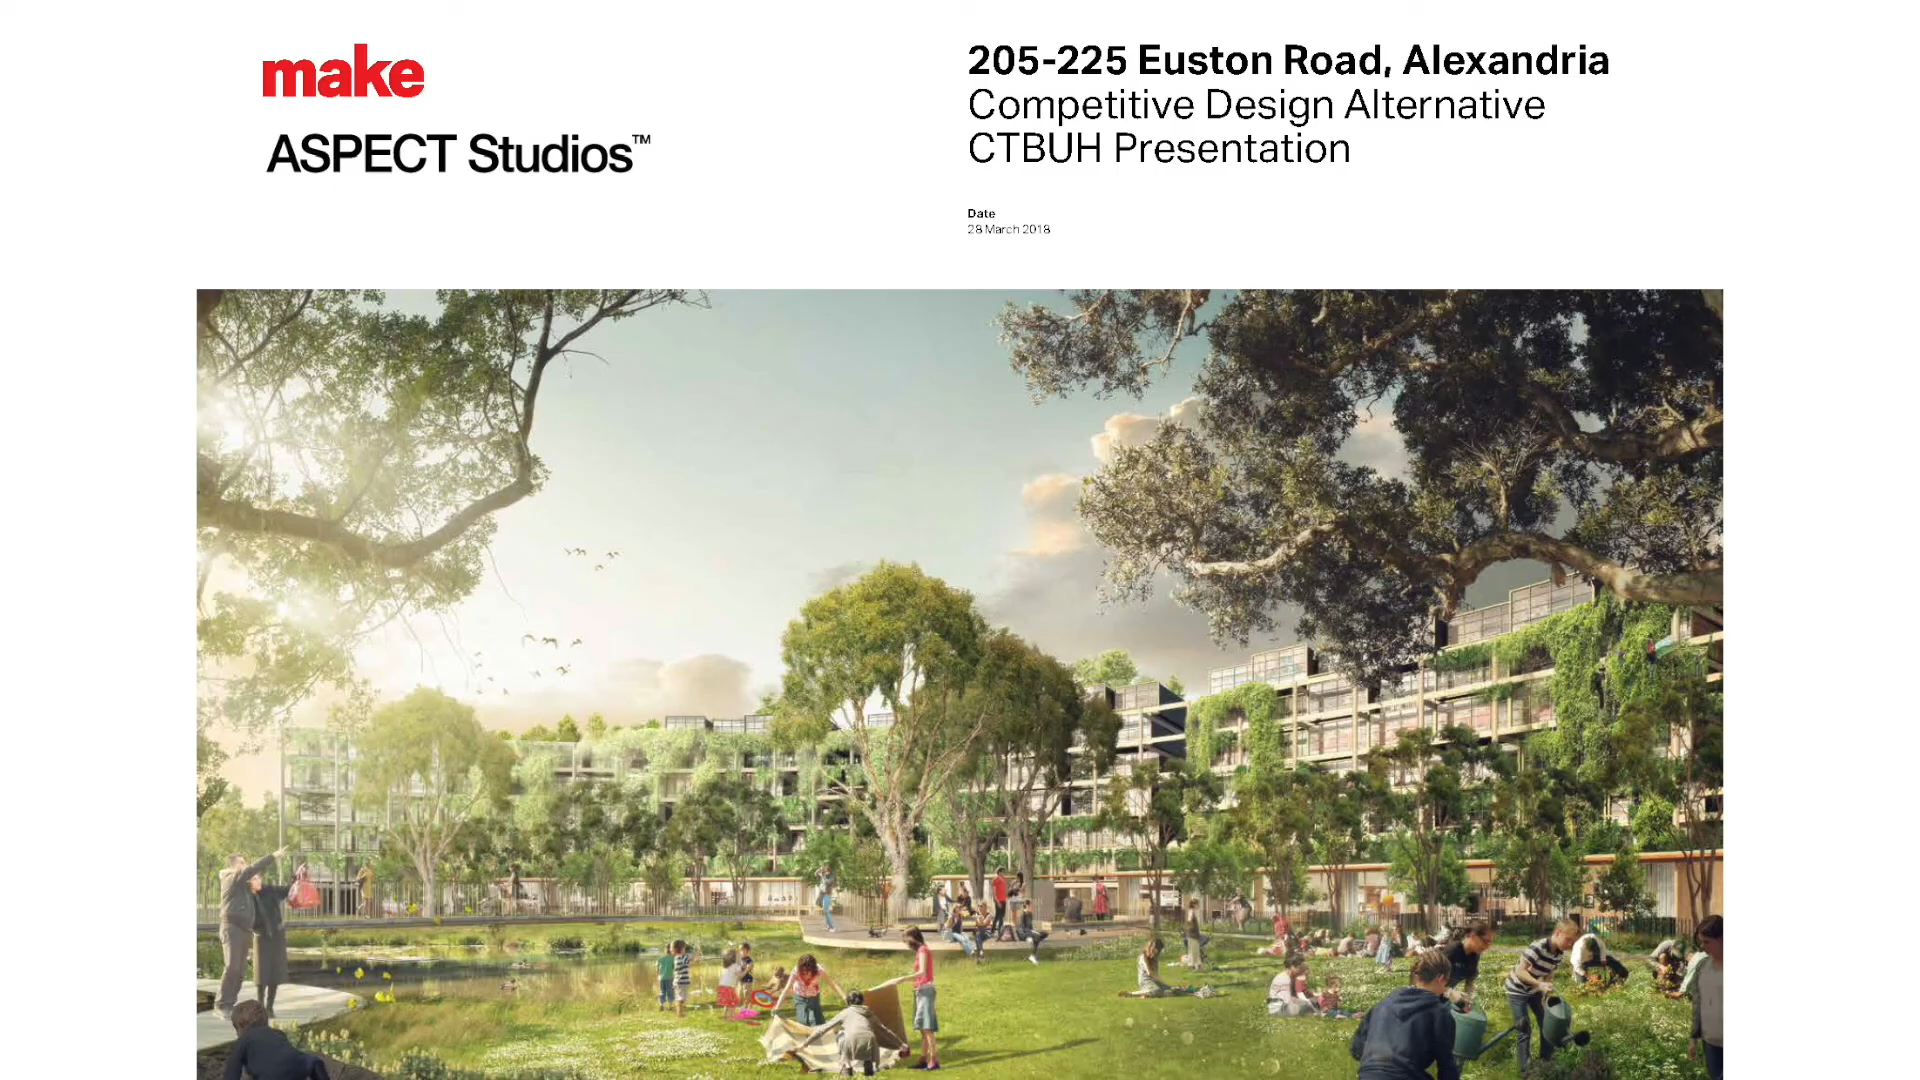 make
ASPECT Studios™
205-225 Euston Road, Alexandria
Competitive Design Alternative
CTBUH Presentation
Date
28 March 2018